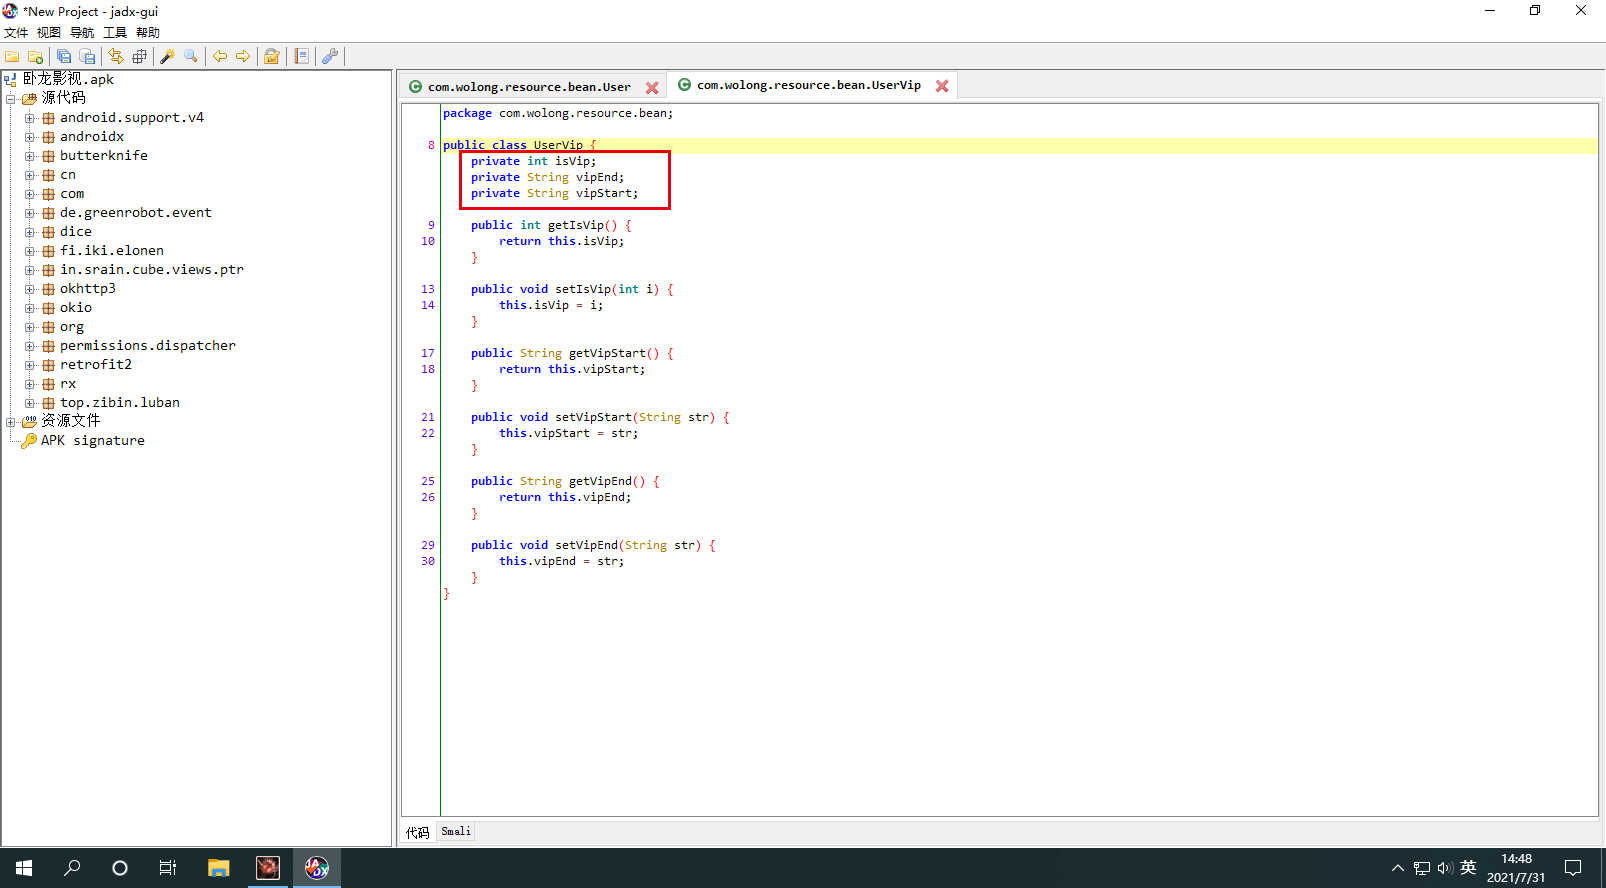 *New Project - jadx-gui
文件 视图 导航 工具 帮助
卧龙影视.apk
源代码
android.support.v4
androidx
butterknife
cn
com
de.greenrobot.event
dice
fi.iki.elonen
in.srain.cube.views.ptr
okhttp3
okio
org
permissions.dispatcher
retrofit2
rx
top.zibin.luban
资源文件
APK signature
com.wolong.resource.bean.User com.wolong.resource.bean.UserVip
package com.wolong.resource.bean;
8 public class UserVip {
private int isVip;
private String vipEnd;
private String vipStart;
9 public int getIsVip() {
10 return this.isVip;
}
13 public void setIsVip(int i) {
14 this.isVip = i;
}
17 public String getVipStart() {
18 return this.vipStart;
}
21 public void setVipStart(String str) {
22 this.vipStart = str;
}
25 public String getVipEnd() {
26 return this.vipEnd;
}
29 public void setVipEnd(String str) {
30 this.vipEnd = str;
}
}
代码 Smali
英
14:48
2021/7/31